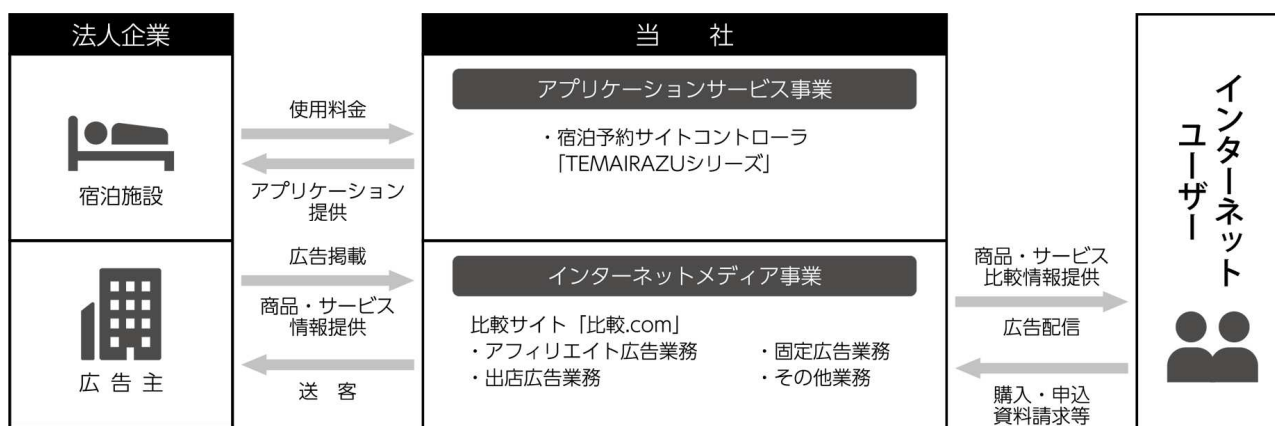 法人企業
宿泊施設
広告主
使用料金
アプリケーション
提供
広告掲載
商品・サービス
情報提供
送 客
当 社
アプリケーションサービス事業
・宿泊予約サイトコントローラ
「TEMAIRAZUシリーズ」
インターネットメディア事業
比較サイト「比較.com」
・アフィリエイト広告業務
・固定広告業務
・出店広告業務
・その他業務
商品・サービス
比較情報提供
広告配信
購入・申込
資料請求等
インターネット
ユーザー